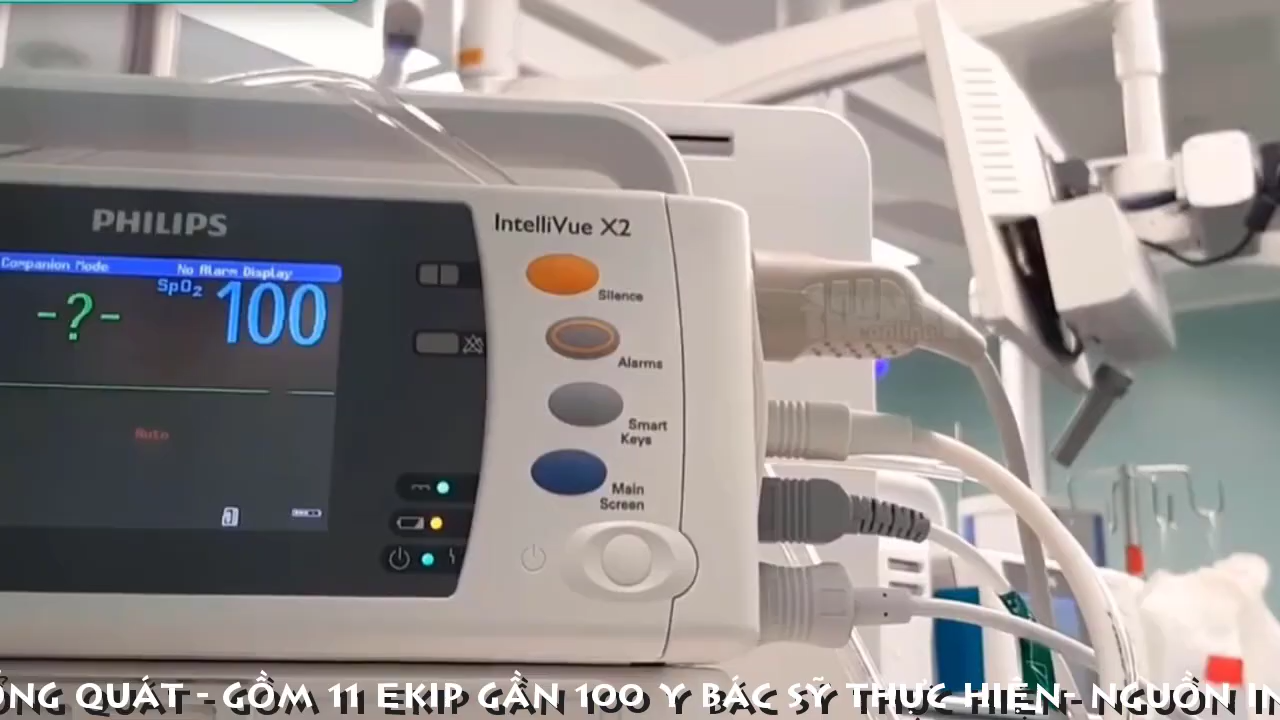 PHILIPS
IntelliVue X2
Companion Mode No Alarm Display
-?- SpO2 100
Silence
Alarms
Auto
Smart
Keys
Main
Screen
online
QUÁT - GỒM 11 EKIP GẦN 100 Y BÁC SỸ THỰC HIỆN- NGUỒN IN